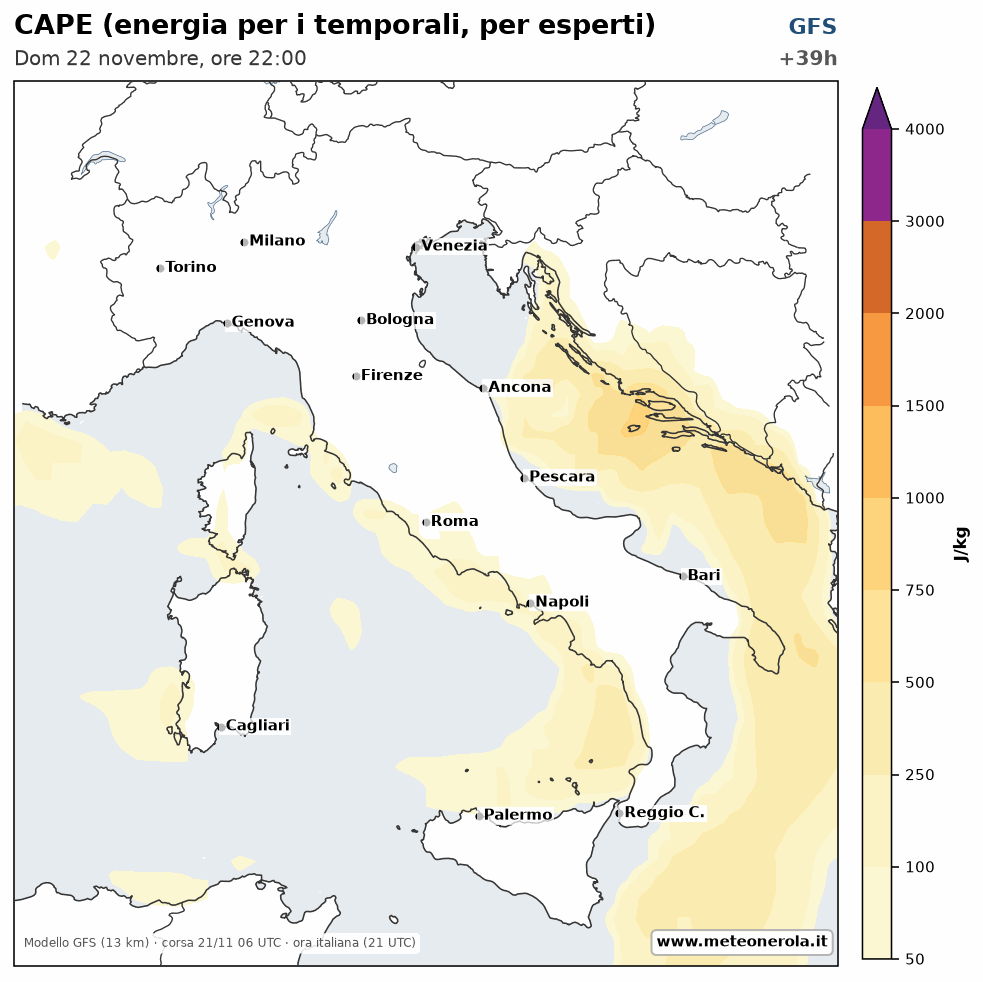 CAPE (energia per i temporali, per esperti)
GFS
Dom 22 novembre, ore 22:00
+39h
Milano
Venezia
Torino
Genova
Bologna
Firenze
Ancona
Pescara
Roma
Bari
Napoli
Cagliari
Palermo
Reggio C.
4000
3000
2000
1500
1000
750
500
250
100
50
J/kg
Modello GFS (13 km) · corsa 21/11 06 UTC · ora italiana (21 UTC)
www.meteonerola.it